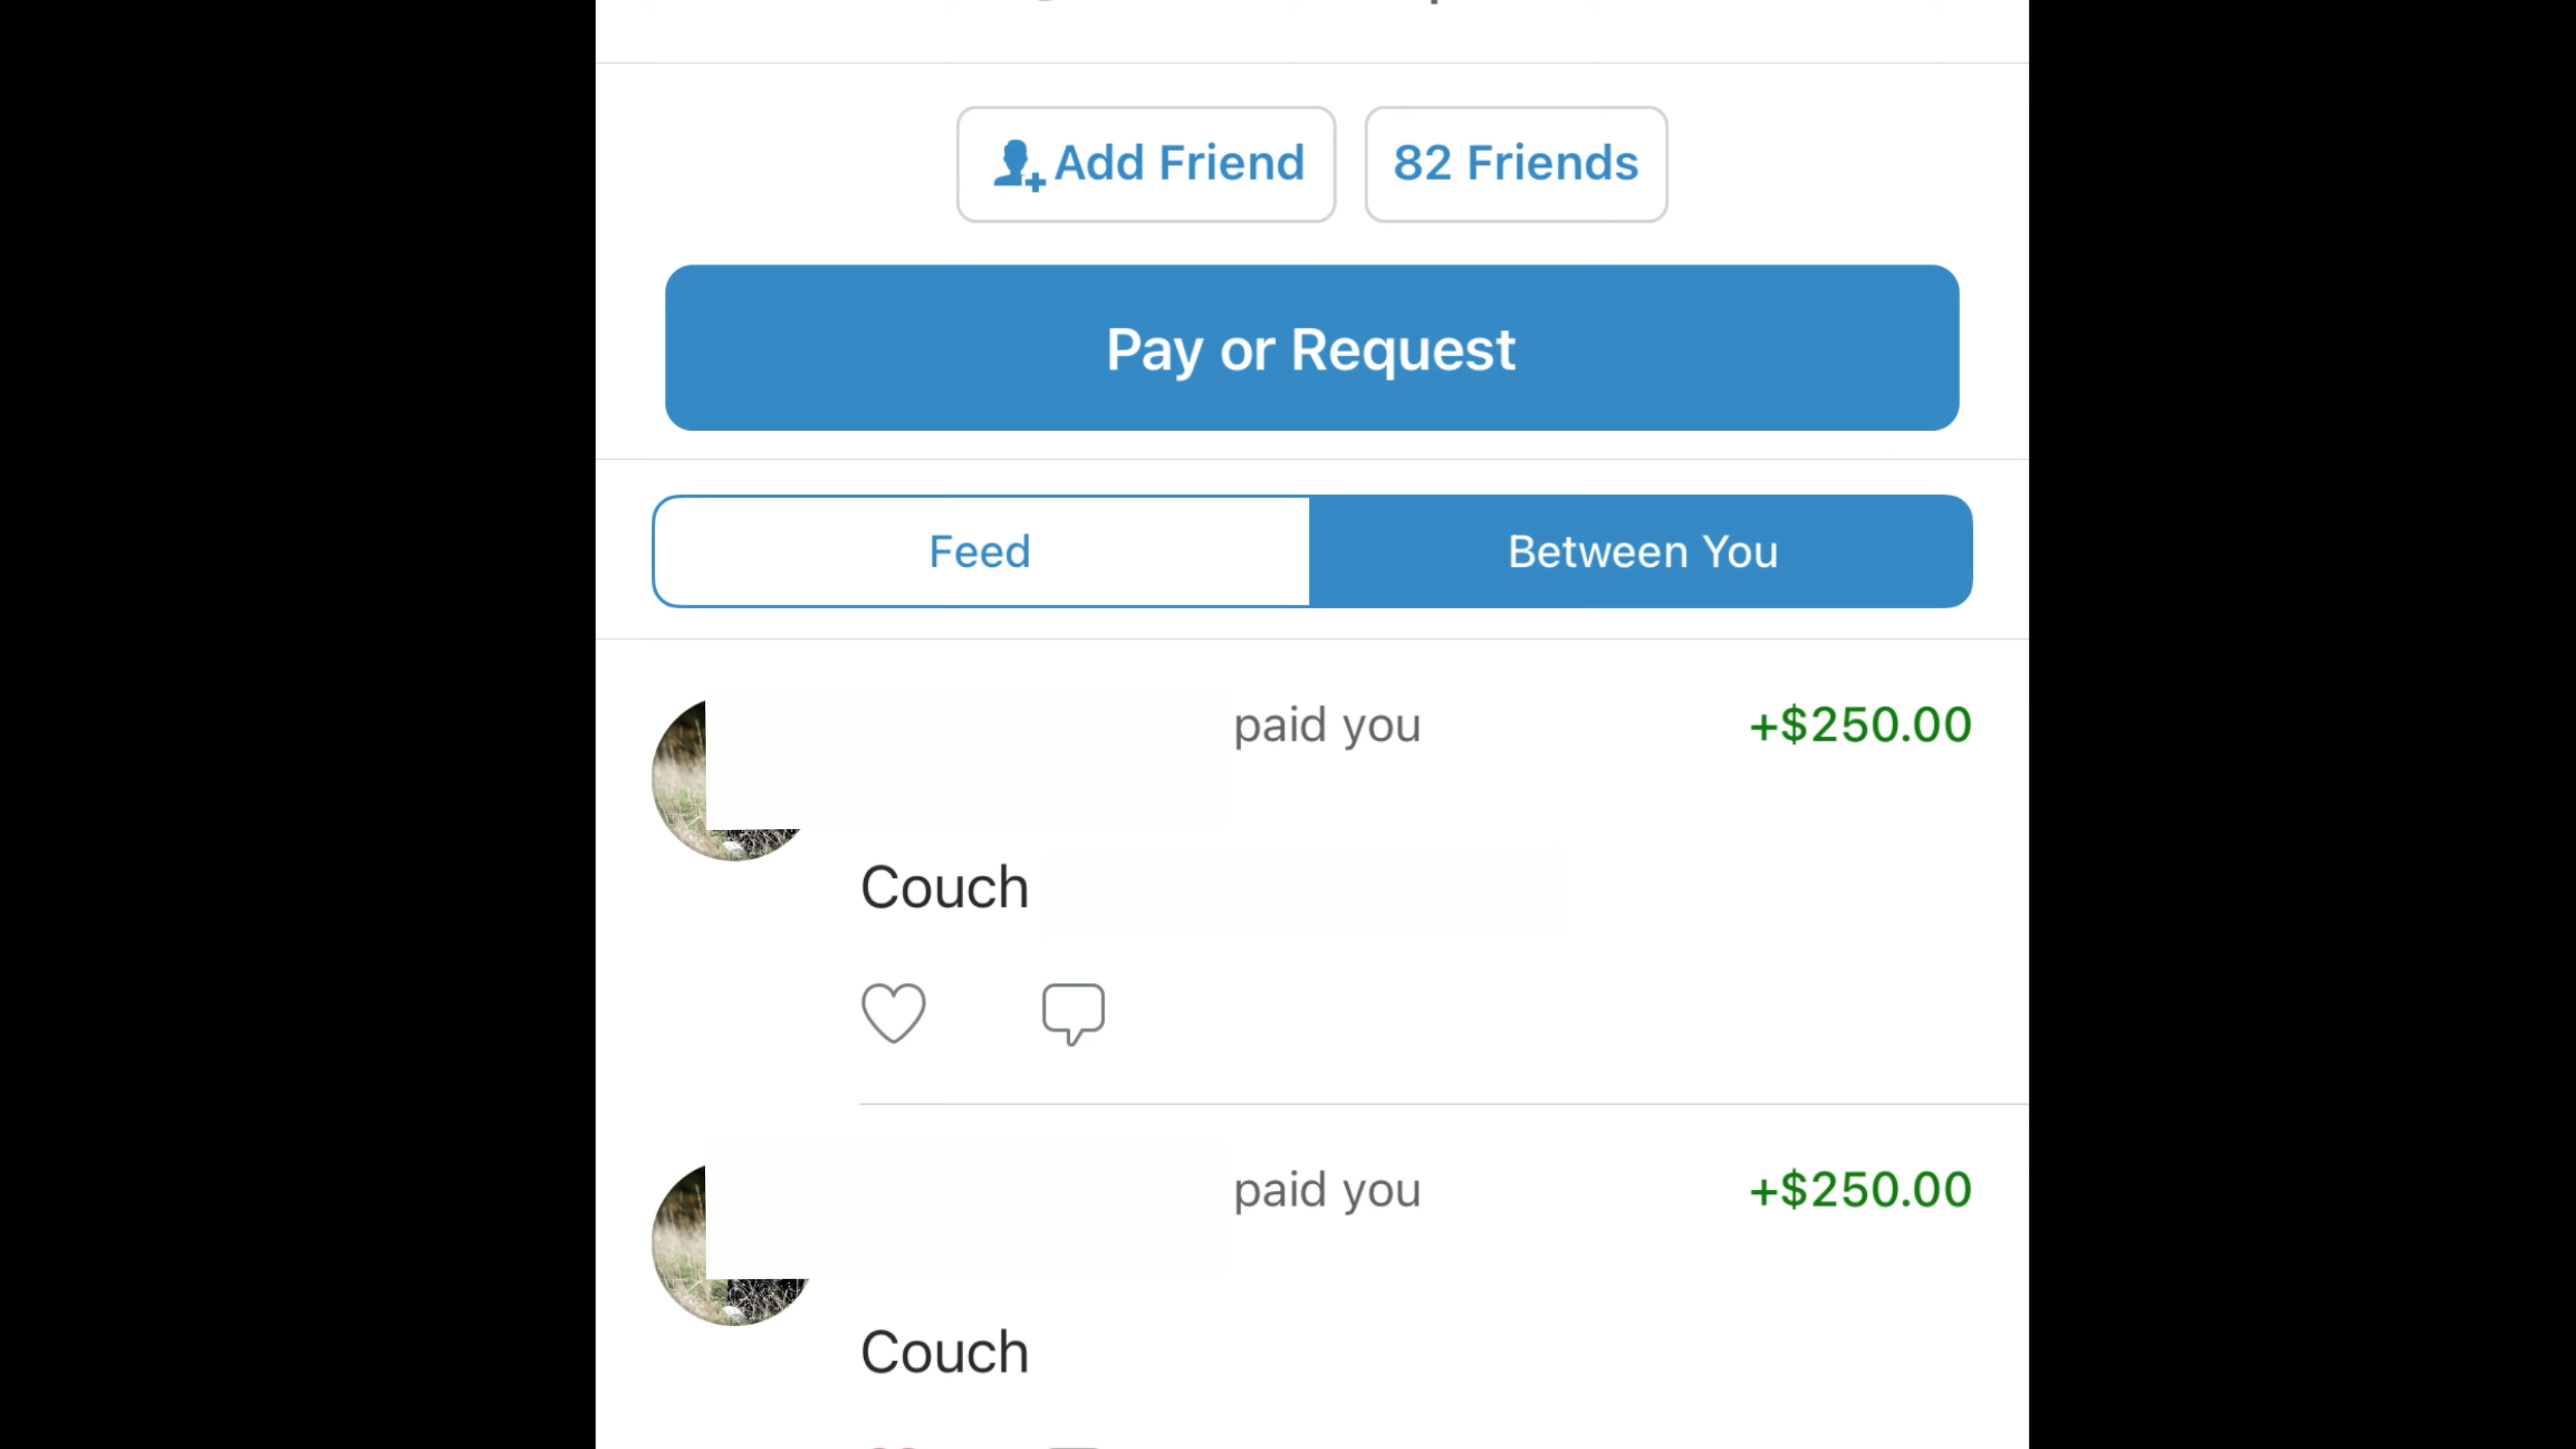 Add Friend
82 Friends
Pay or Request
Feed
Between You
paid you
+$250.00
Couch
paid you
+$250.00
Couch